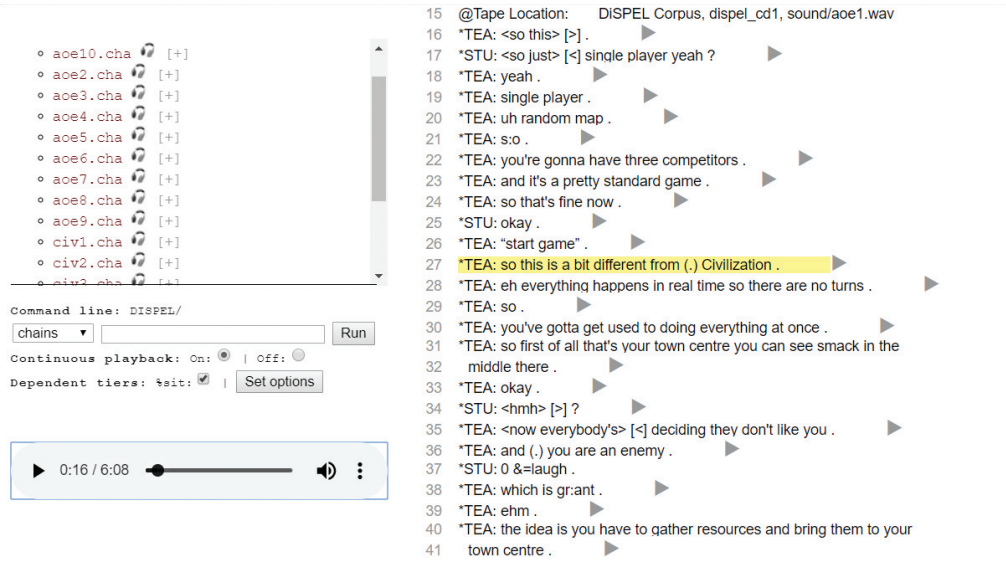 aoe10.cha [+]
aoe2.cha [+]
aoe3.cha [+]
aoe4.cha [+]
aoe5.cha [+]
aoe6.cha [+]
aoe7.cha [+]
aoe8.cha [+]
aoe9.cha [+]
civ1.cha [+]
civ2.cha [+]
civ3.cha [+]
Command line: DISPEL/
chains Run
Continuous playback: On: | Off:
Dependent tiers: %sit: | Set options
0:16 / 6:08
15 @Tape Location: DiSPEL Corpus, dispel_cd1, sound/aoe1.wav
16 *TEA: <so this> [>] .
17 *STU: <so just> [<] single player yeah ?
18 *TEA: yeah .
19 *TEA: single player .
20 *TEA: uh random map .
21 *TEA: s:o .
22 *TEA: you're gonna have three competitors .
23 *TEA: and it's a pretty standard game .
24 *TEA: so that's fine now .
25 *STU: okay .
26 *TEA: “start game” .
27 *TEA: so this is a bit different from (.) Civilization .
28 *TEA: eh everything happens in real time so there are no turns .
29 *TEA: so .
30 *TEA: you've gotta get used to doing everything at once .
31 *TEA: so first of all that's your town centre you can see smack in the
32 middle there .
33 *TEA: okay .
34 *STU: <hmh> [>] ?
35 *TEA: <now everybody's> [<] deciding they don't like you .
36 *TEA: and (.) you are an enemy .
37 *STU: 0 &=laugh .
38 *TEA: which is gr:ant .
39 *TEA: ehm .
40 *TEA: the idea is you have to gather resources and bring them to your
41 town centre .